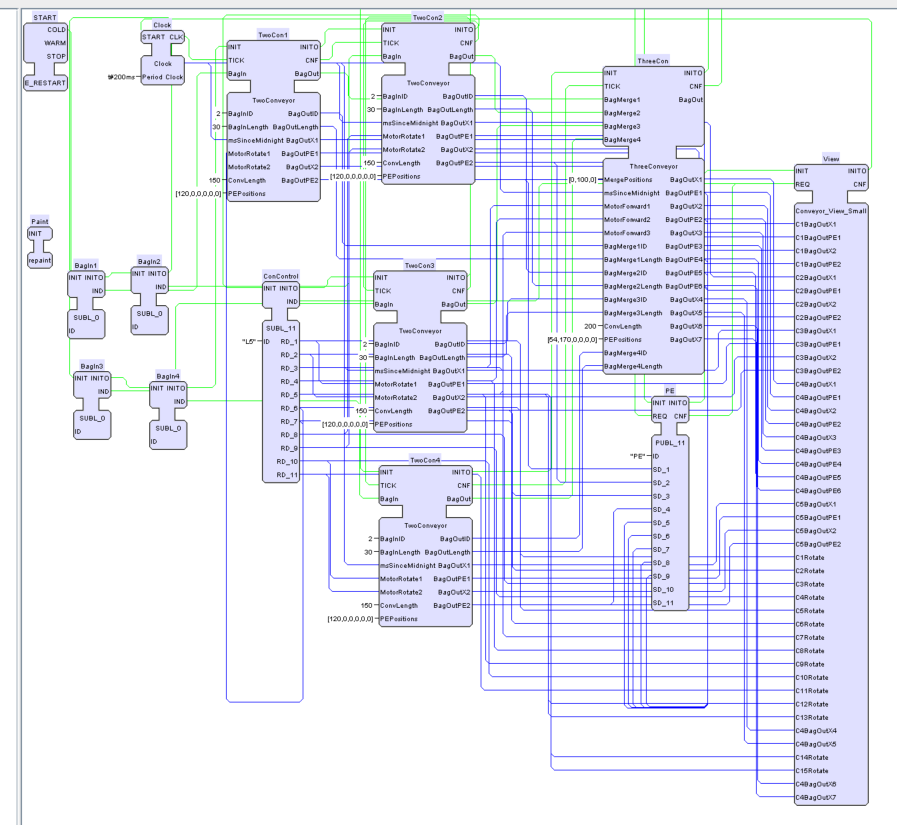 START
COLD
WARM
STOP
E_RESTART
Clock
START CLK
Clock
Period Clock
TwoCon1
INIT INITO
TICK CNF
BagIn BagOut
TwoConveyor
2 BagInID BagOutID
30 BagInLength BagOutLength
msSinceMidnight BagOutX1
MotorRotate1 BagOutPE1
MotorRotate2 BagOutX2
150 ConvLength BagOutPE2
[120,0,0,0,0,0] PEPositions
TwoCon2
INIT INITO
TICK CNF
BagIn BagOut
TwoConveyor
2 BagInID BagOutID
30 BagInLength BagOutLength
msSinceMidnight BagOutX1
MotorRotate1 BagOutPE1
MotorRotate2 BagOutX2
150 ConvLength BagOutPE2
[120,0,0,0,0,0] PEPositions
ThreeCon
INIT INITO
TICK CNF
BagMerge1 BagOut
BagMerge2
BagMerge3
BagMerge4
ThreeConveyor
[0,100,0] MergePositions BagOutX1
msSinceMidnight BagOutPE1
MotorForward1 BagOutX2
MotorForward2 BagOutPE2
MotorForward3 BagOutX3
BagMerge1ID BagOutPE3
BagMerge1Length BagOutPE4
BagMerge2ID BagOutPE5
BagMerge2Length BagOutPE6
BagMerge3ID BagOutX4
BagMerge3Length BagOutX5
200 ConvLength BagOutX6
[54,170,0,0,0,0] PEPositions BagOutX7
BagMerge4ID
BagMerge4Length
View
INIT INITO
REQ CNF
Conveyor_View_Small
C1BagOutX1
C1BagOutPE1
C1BagOutX2
C1BagOutPE2
C2BagOutX1
C2BagOutPE1
C2BagOutX2
C2BagOutPE2
C3BagOutX1
C3BagOutPE1
C3BagOutX2
C3BagOutPE2
C4BagOutX1
C4BagOutPE1
C4BagOutX2
C4BagOutPE2
C4BagOutX3
C4BagOutPE3
C4BagOutPE4
C4BagOutPE5
C4BagOutPE6
C5BagOutX1
C5BagOutPE1
C5BagOutX2
C5BagOutPE2
C1Rotate
C2Rotate
C3Rotate
C4Rotate
C5Rotate
C6Rotate
C7Rotate
C8Rotate
C9Rotate
C10Rotate
C11Rotate
C12Rotate
C13Rotate
C4BagOutX4
C4BagOutX5
C14Rotate
C15Rotate
C4BagOutX6
C4BagOutX7
Paint
INIT
repaint
BagIn1
INIT INITO
IND
SUBL_0
ID
BagIn2
INIT INITO
IND
SUBL_0
ID
BagIn3
INIT INITO
IND
SUBL_0
ID
BagIn4
INIT INITO
IND
SUBL_0
ID
ConControl
INIT INITO
IND
SUBL_11
"L5" ID RD_1
RD_2
RD_3
RD_4
RD_5
RD_6
RD_7
RD_8
RD_9
RD_10
RD_11
TwoCon3
INIT INITO
TICK CNF
BagIn BagOut
TwoConveyor
2 BagInID BagOutID
30 BagInLength BagOutLength
msSinceMidnight BagOutX1
MotorRotate1 BagOutPE1
MotorRotate2 BagOutX2
150 ConvLength BagOutPE2
[120,0,0,0,0,0] PEPositions
TwoCon4
INIT INITO
TICK CNF
BagIn BagOut
TwoConveyor
2 BagInID BagOutID
30 BagInLength BagOutLength
msSinceMidnight BagOutX1
MotorRotate1 BagOutPE1
MotorRotate2 BagOutX2
150 ConvLength BagOutPE2
[120,0,0,0,0,0] PEPositions
PE
INIT INITO
REQ CNF
PUBL_11
"PE" ID
SD_1
SD_2
SD_3
SD_4
SD_5
SD_6
SD_7
SD_8
SD_9
SD_10
SD_11